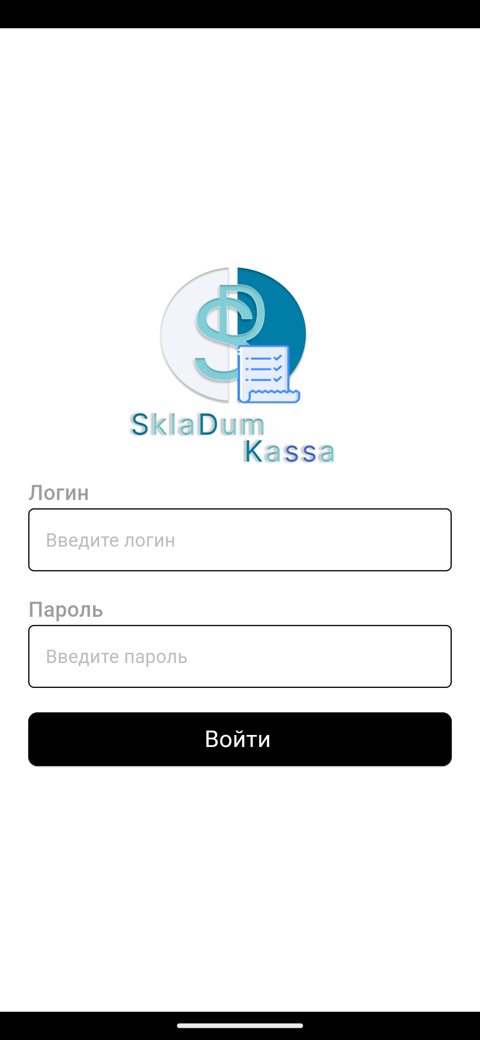 SklaDum
Kassa
Логин
Введите логин
Пароль
Введите пароль
Войти